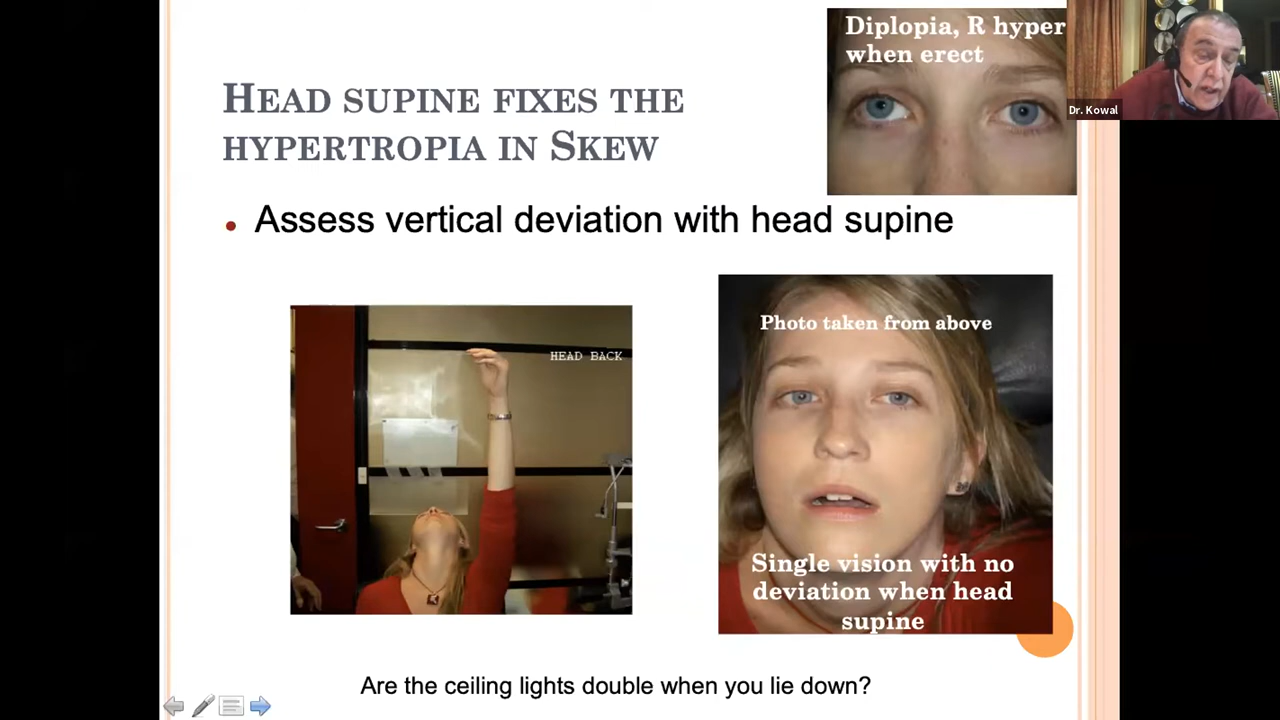 Diplopia, R hyper
when erect
Dr. Kowal
HEAD SUPINE FIXES THE
HYPERTROPIA IN SKEW
• Assess vertical deviation with head supine
HEAD BACK
Photo taken from above
Single vision with no
deviation when head
supine
Are the ceiling lights double when you lie down?